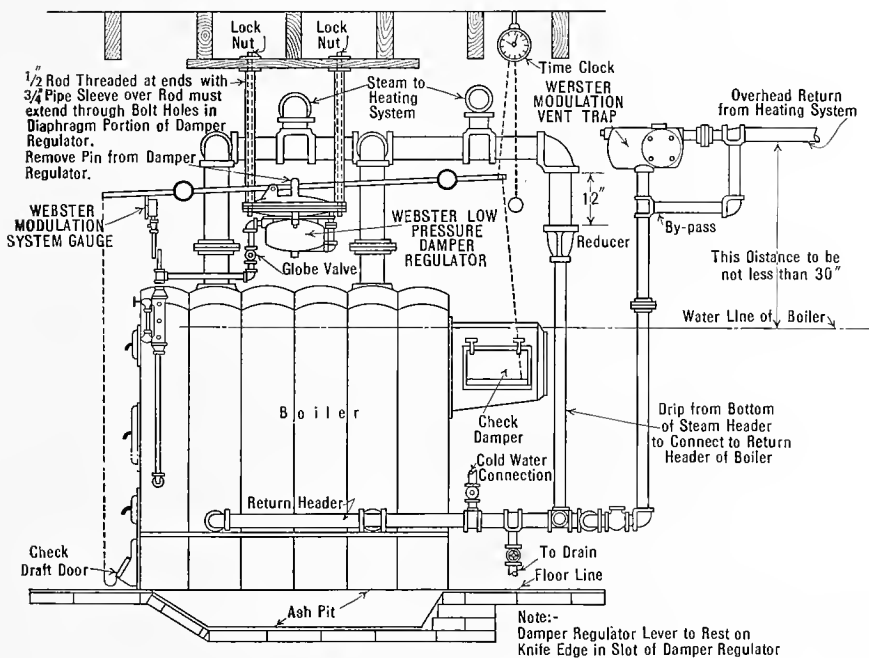 Lock
Nut
Lock
Nut
1/2" Rod Threaded at ends with
3/4" Pipe Sleeve over Rod must
extend through Bolt Holes in
Diaphragm Portion of Damper
Regulator.
Remove Pin from Damper
Regulator.
Steam to
Heating
System
Time Clock
WEBSTER
MODULATION
VENT TRAP
Overhead Return
from Heating System
WEBSTER
MODULATION
SYSTEM GAUGE
WEBSTER LOW
PRESSURE
DAMPER
REGULATOR
Globe Valve
12"
Reducer
By-pass
This Distance to be
not less than 30"
Water Line of Boiler
Boiler
Check
Damper
Drip from Bottom
of Steam Header
to Connect to Return
Header of Boiler
Cold Water
Connection
Return Header
Check
Draft Door
To Drain
Floor Line
Ash Pit
Note:-
Damper Regulator Lever to Rest on
Knife Edge in Slot of Damper Regulator